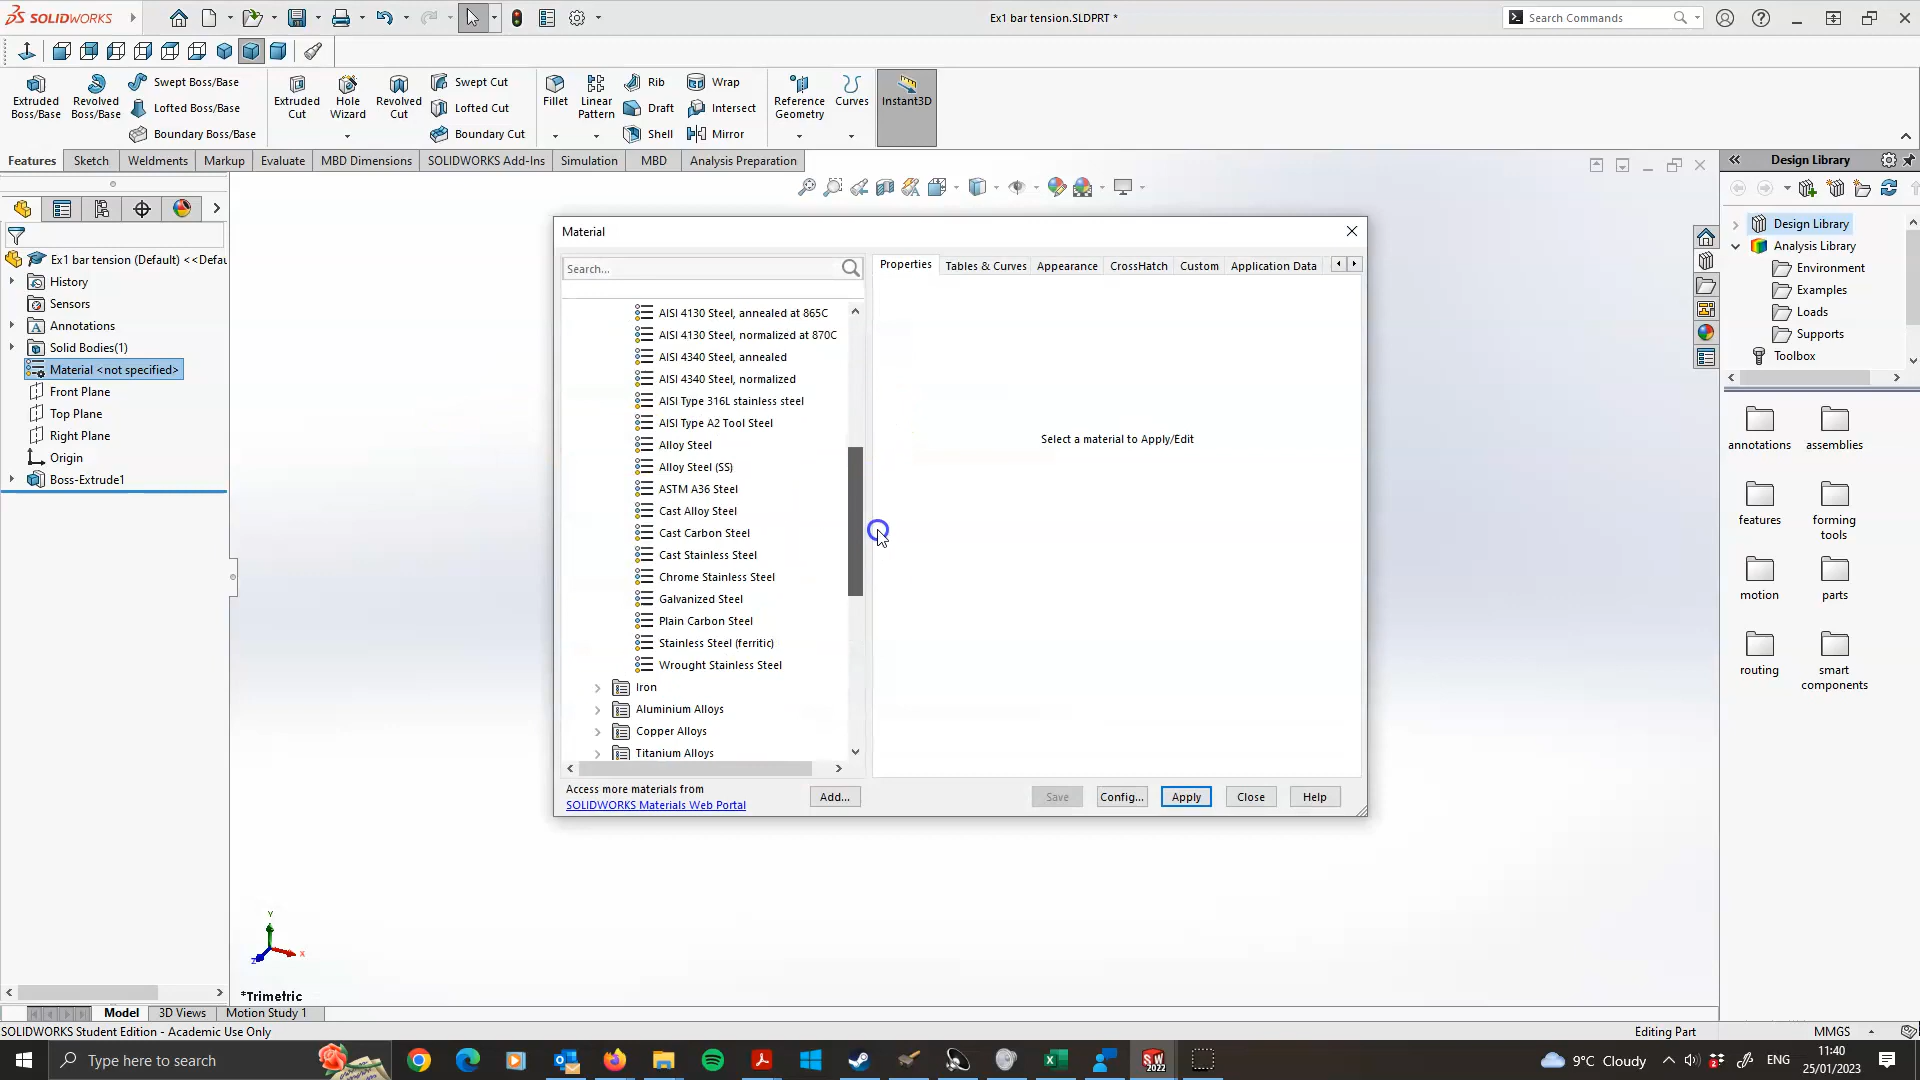 SOLIDWORKS
Ex1 bar tension.SLDPRT *
Search Commands
Extruded Boss/Base
Revolved Boss/Base
Swept Boss/Base
Lofted Boss/Base
Boundary Boss/Base
Extruded Cut
Hole Wizard
Revolved Cut
Swept Cut
Lofted Cut
Boundary Cut
Fillet
Linear Pattern
Rib
Draft
Shell
Wrap
Intersect
Mirror
Reference Geometry
Curves
Instant3D
Features
Sketch
Weldments
Markup
Evaluate
MBD Dimensions
SOLIDWORKS Add-Ins
Simulation
MBD
Analysis Preparation
Ex1 bar tension (Default) <<Defau
History
Sensors
Annotations
Solid Bodies(1)
Material <not specified>
Front Plane
Top Plane
Right Plane
Origin
Boss-Extrude1
Material
Search...
AISI 4130 Steel, annealed at 865C
AISI 4130 Steel, normalized at 870C
AISI 4340 Steel, annealed
AISI 4340 Steel, normalized
AISI Type 316L stainless steel
AISI Type A2 Tool Steel
Alloy Steel
Alloy Steel (SS)
ASTM A36 Steel
Cast Alloy Steel
Cast Carbon Steel
Cast Stainless Steel
Chrome Stainless Steel
Galvanized Steel
Plain Carbon Steel
Stainless Steel (ferritic)
Wrought Stainless Steel
Iron
Aluminium Alloys
Copper Alloys
Titanium Alloys
Access more materials from
SOLIDWORKS Materials Web Portal
Add...
Properties
Tables & Curves
Appearance
CrossHatch
Custom
Application Data
Select a material to Apply/Edit
Save
Config...
Apply
Close
Help
Design Library
Design Library
Analysis Library
Environment
Examples
Loads
Supports
Toolbox
annotations
assemblies
features
forming tools
motion
parts
routing
smart components
Y
X
Z
*Trimetric
Model
3D Views
Motion Study 1
SOLIDWORKS Student Edition - Academic Use Only
Editing Part
MMGS
Type here to search
SW
2022
9°C Cloudy
ENG
11:40
25/01/2023